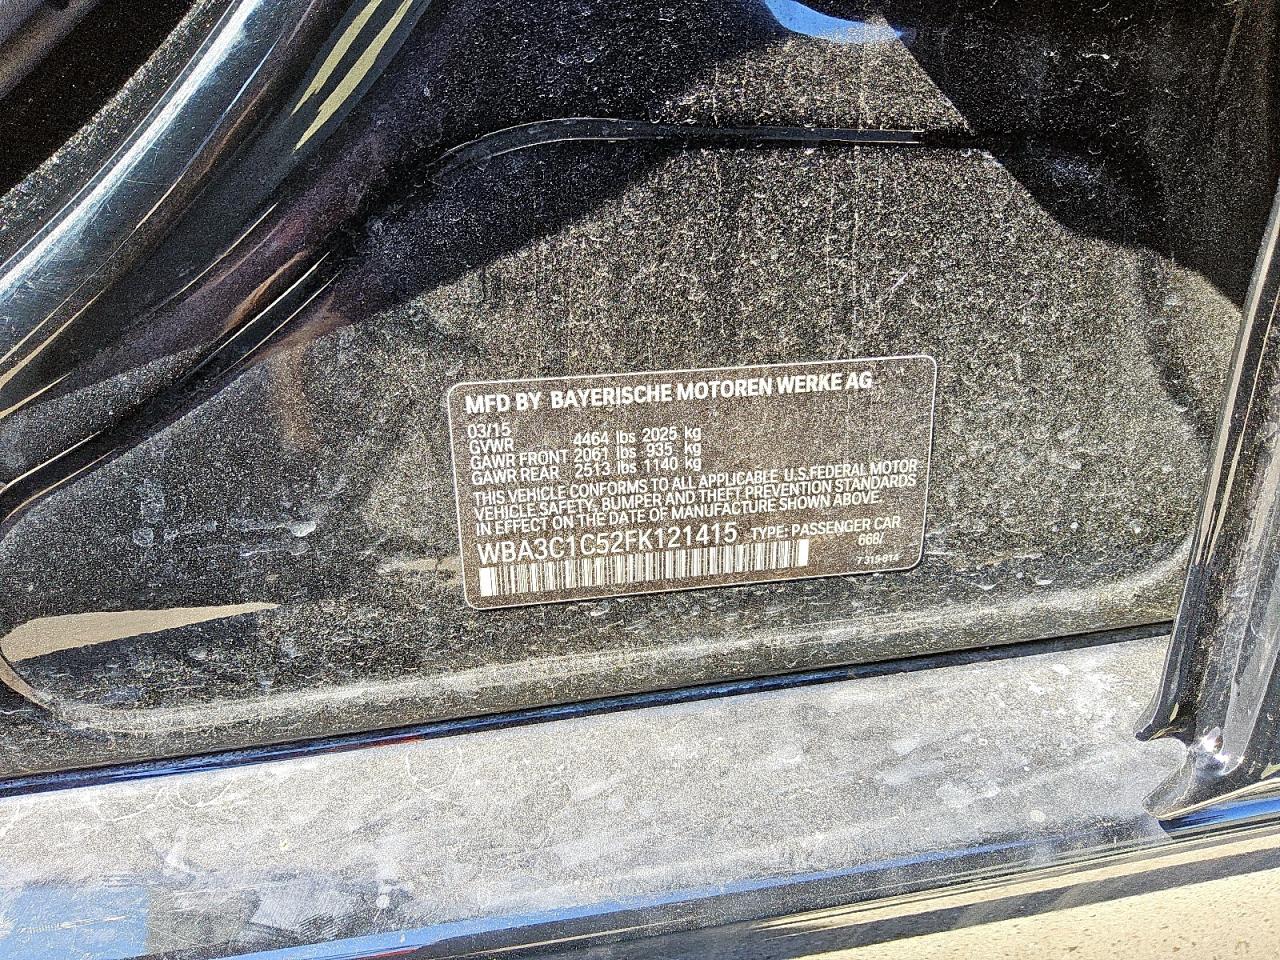 MFD BY BAYERISCHE MOTOREN WERKE AG
03/15
GVWR 4464 lbs 2025 kg
GAWR FRONT 2061 lbs 935 kg
GAWR REAR 2513 lbs 1140 kg
THIS VEHICLE CONFORMS TO ALL APPLICABLE U.S.FEDERAL MOTOR
VEHICLE SAFETY, BUMPER AND THEFT PREVENTION STANDARDS
IN EFFECT ON THE DATE OF MANUFACTURE SHOWN ABOVE.
WBA3C1C52FK121415 TYPE: PASSENGER CAR
668/